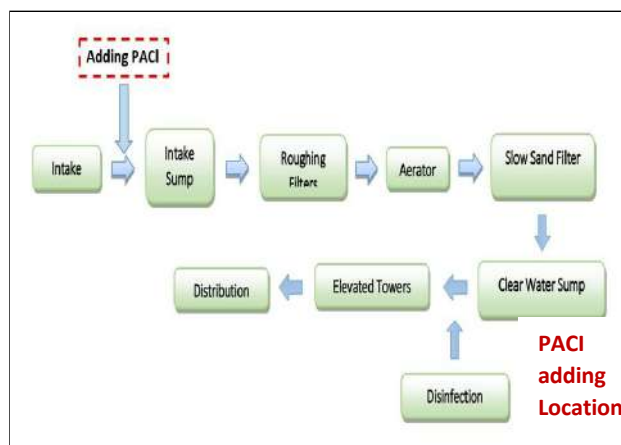 Adding PACl
Intake
Intake
Sump
Roughing
Filters
Aerator
Slow Sand Filter
Distribution
Elevated Towers
Clear Water Sump
Disinfection
PACl
adding
Location